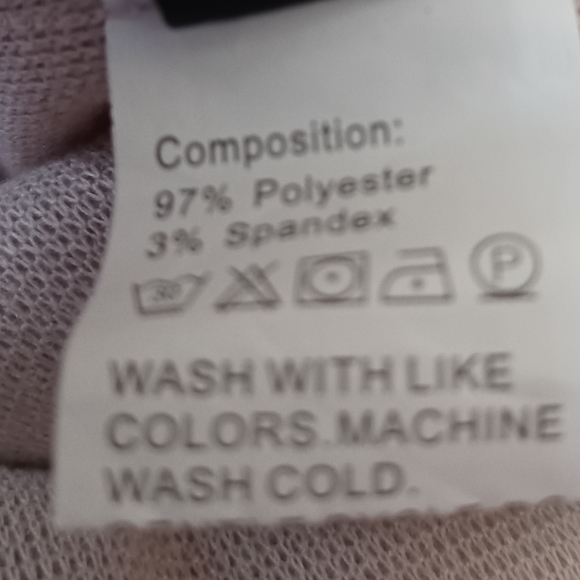 Composition:
97% Polyester
3% Spandex
30 P
WASH WITH LIKE
COLORS.MACHINE
WASH COLD.